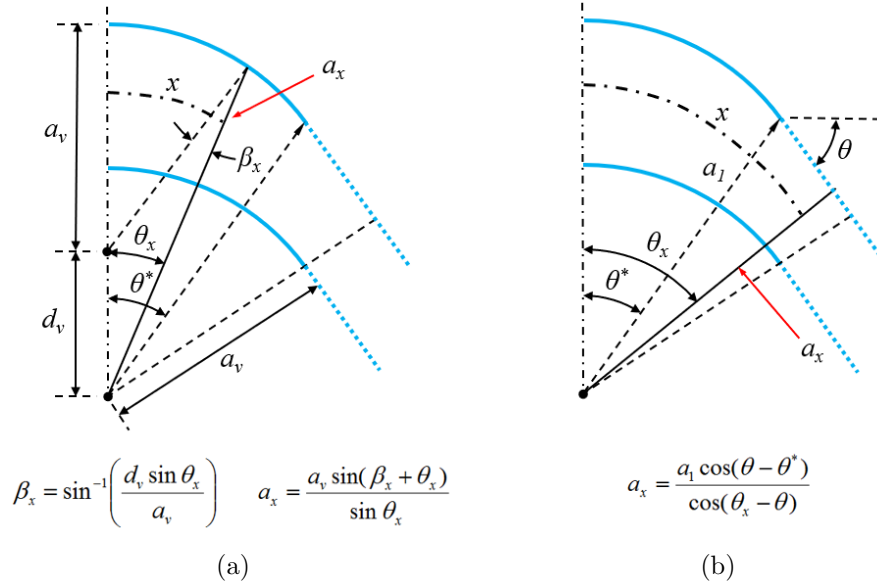 x
a_x
a_v
β_x
θ_x
θ*
d_v
a_v
β_x = sin⁻¹(d_v sin θ_x / a_v)    a_x = a_v sin(β_x + θ_x) / sin θ_x
(a)
x
a_1
θ
θ_x
θ*
a_x
a_x = a_1 cos(θ − θ*) / cos(θ_x − θ)
(b)